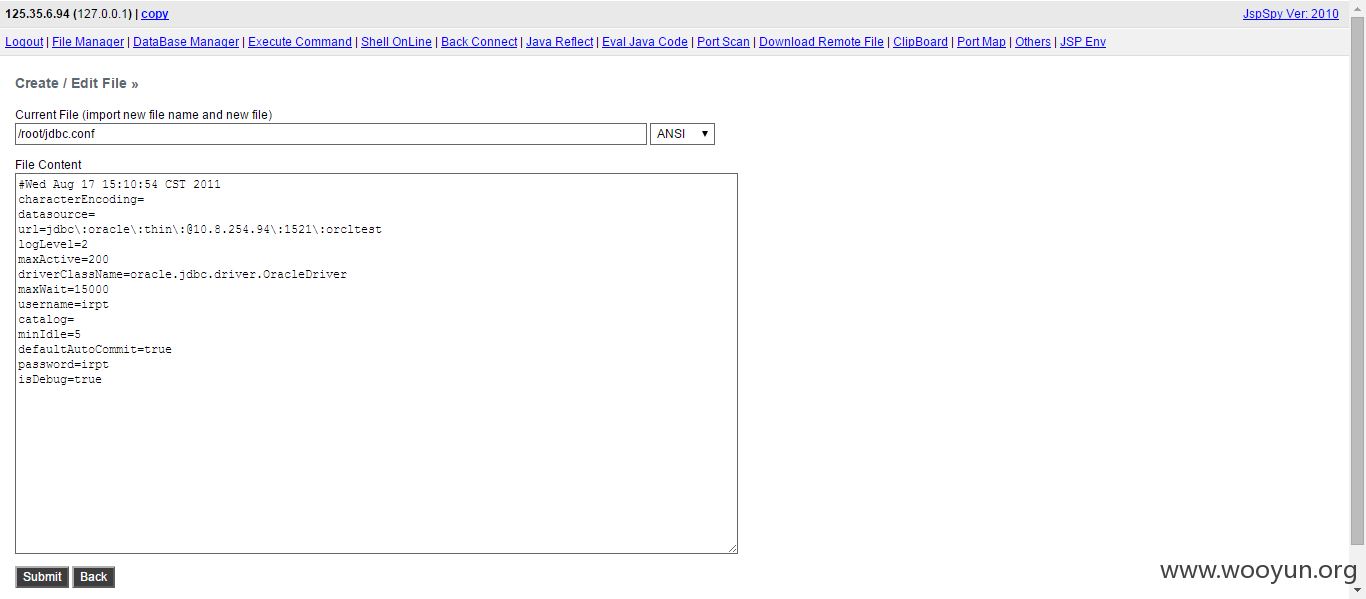 125.35.6.94 (127.0.0.1) | copy JspSpy Ver: 2010
Logout | File Manager | DataBase Manager | Execute Command | Shell OnLine | Back Connect | Java Reflect | Eval Java Code | Port Scan | Download Remote File | ClipBoard | Port Map | Others | JSP Env
Create / Edit File »
Current File (import new file name and new file)
/root/jdbc.conf ANSI
File Content
#Wed Aug 17 15:10:54 CST 2011
characterEncoding=
datasource=
url=jdbc\:oracle\:thin\:@10.8.254.94\:1521\:orcltest
logLevel=2
maxActive=200
driverClassName=oracle.jdbc.driver.OracleDriver
maxWait=15000
username=irpt
catalog=
minIdle=5
defaultAutoCommit=true
password=irpt
isDebug=true
Submit Back
www.wooyun.org